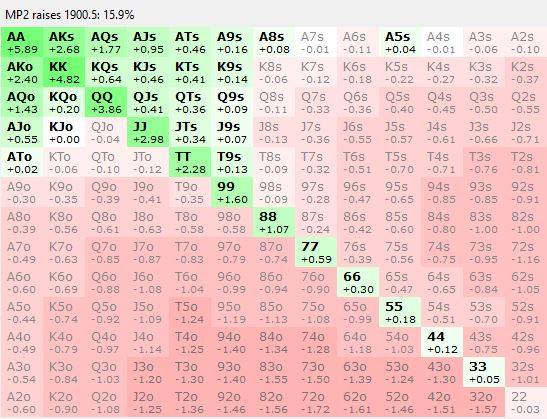 MP2 raises 1900.5: 15.9%
AA AKs AQs AJs ATs A9s A8s A7s A6s A5s A4s A3s A2s
+5.89 +2.68 +1.77 +0.95 +0.46 +0.16 +0.08 -0.01 -0.11 +0.04 -0.01 -0.06 -0.10
AKo KK KQs KJs KTs K9s K8s K7s K6s K5s K4s K3s K2s
+2.40 +4.82 +0.64 +0.46 +0.41 +0.14 -0.06 -0.12 -0.18 -0.22 -0.27 -0.32 -0.37
AQo KQo QQ QJs QTs Q9s Q8s Q7s Q6s Q5s Q4s Q3s Q2s
+1.43 +0.20 +3.86 +0.41 +0.36 +0.09 -0.11 -0.33 -0.36 -0.40 -0.45 -0.50 -0.55
AJo KJo QJo JJ JTs J9s J8s J7s J6s J5s J4s J3s J2s
+0.55 +0.00 -0.04 +2.98 +0.34 +0.07 -0.13 -0.36 -0.55 -0.57 -0.61 -0.66 -0.71
ATo KTo QTo JTo TT T9s T8s T7s T6s T5s T4s T3s T2s
+0.02 -0.06 -0.10 -0.12 +2.28 +0.13 -0.09 -0.32 -0.51 -0.70 -0.71 -0.76 -0.81
A9o K9o Q9o J9o T9o 99 98s 97s 96s 95s 94s 93s 92s
-0.30 -0.35 -0.39 -0.41 -0.35 +1.60 -0.09 -0.28 -0.47 -0.65 -0.85 -0.85 -0.91
A8o K8o Q8o J8o T8o 98o 88 87s 86s 85s 84s 83s 82s
-0.39 -0.56 -0.61 -0.63 -0.58 -0.58 +1.07 -0.24 -0.42 -0.60 -0.80 -1.00 -1.00
A7o K7o Q7o J7o T7o 97o 87o 77 76s 75s 74s 73s 72s
-0.49 -0.63 -0.85 -0.87 -0.83 -0.79 -0.74 +0.59 -0.39 -0.56 -0.75 -0.95 -1.16
A6o K6o Q6o J6o T6o 96o 86o 76o 66 65s 64s 63s 62s
-0.60 -0.69 -0.88 -1.08 -1.04 -0.99 -0.94 -0.90 +0.30 -0.47 -0.65 -0.84 -1.05
A5o K5o Q5o J5o T5o 95o 85o 75o 65o 55 54s 53s 52s
-0.44 -0.74 -0.92 -1.09 -1.24 -1.19 -1.13 -1.08 -0.99 +0.18 -0.51 -0.70 -0.91
A4o K4o Q4o J4o T4o 94o 84o 74o 64o 54o 44 43s 42s
-0.49 -0.79 -0.97 -1.14 -1.25 -1.40 -1.34 -1.28 -1.18 -1.03 +0.12 -0.75 -0.96
A3o K3o Q3o J3o T3o 93o 83o 73o 63o 53o 43o 33 32s
-0.54 -0.84 -1.03 -1.20 -1.30 -1.40 -1.55 -1.50 -1.39 -1.24 -1.30 +0.05 -1.01
A2o K2o Q2o J2o T2o 92o 82o 72o 62o 52o 42o 32o 22
-0.60 -0.90 -1.08 -1.25 -1.36 -1.46 -1.56 -1.72 -1.61 -1.46 -1.51 -1.58 -0.03